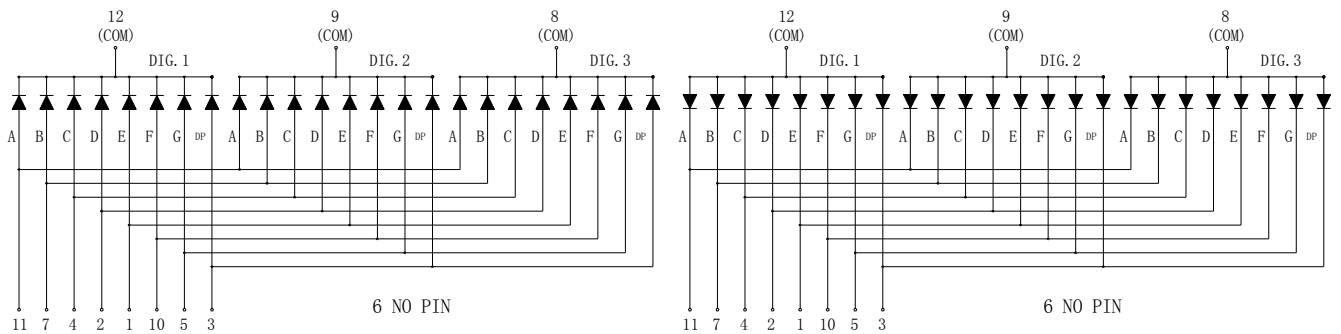 12 9 8 12 9 8
(COM) (COM) (COM) (COM) (COM) (COM)
DIG.1 DIG.2 DIG.3 DIG.1 DIG.2 DIG.3
A B C D E F G DP A B C D E F G DP A B C D E F G DP A B C D E F G DP A B C D E F G DP A B C D E F G DP
6 NO PIN 6 NO PIN
11 7 4 2 1 10 5 3 11 7 4 2 1 10 5 3